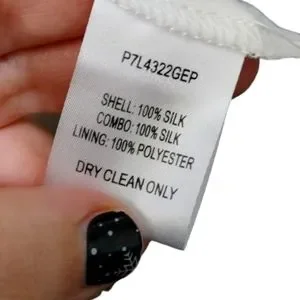 P7L4322GEP
SHELL: 100% SILK
COMBO: 100% SILK
LINING: 100% POLYESTER
DRY CLEAN ONLY